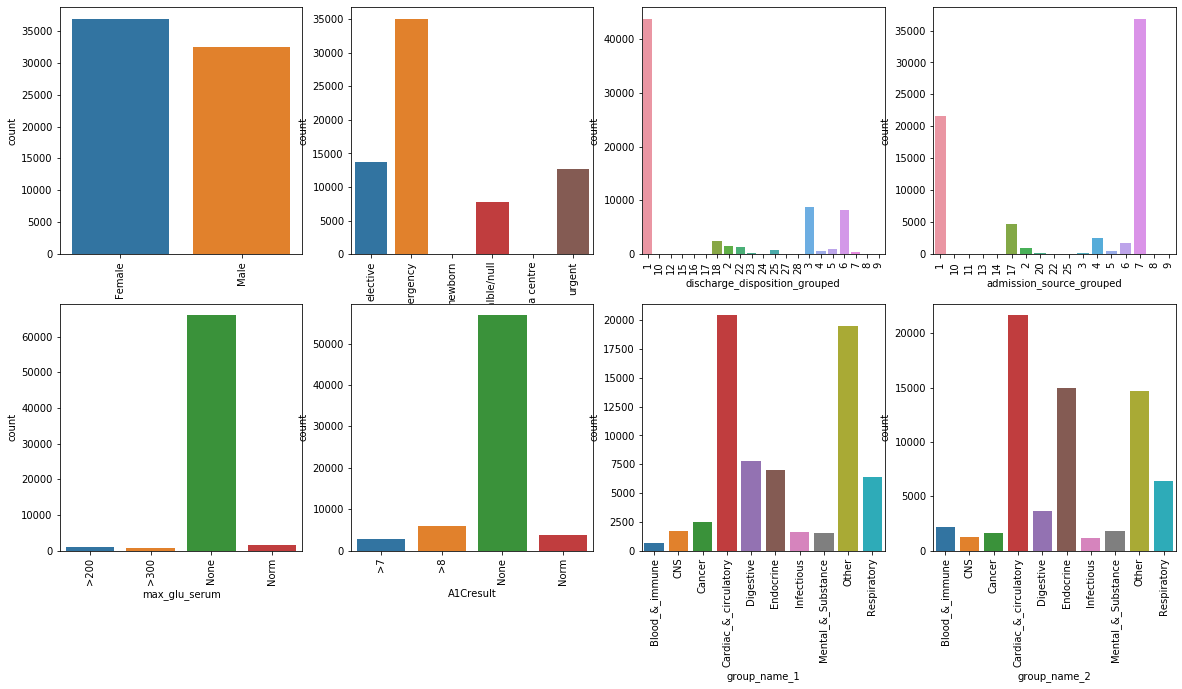 count
35000
30000
25000
20000
15000
10000
5000
0
Female
Male
count
35000
30000
25000
20000
15000
10000
5000
0
elective
ergency
newborn
a centre
urgent
count
40000
30000
20000
10000
0
1
10
12
15
16
17
18
2
22
23
24
25
27
28
3
4
5
6
7
8
9
discharge_disposition_grouped
count
35000
30000
25000
20000
15000
10000
5000
0
1
10
11
13
14
17
2
20
22
25
3
4
5
6
7
8
9
admission_source_grouped
count
60000
50000
40000
30000
20000
10000
0
>200
>300
None
Norm
max_glu_serum
count
50000
40000
30000
20000
10000
0
>7
>8
None
Norm
A1Cresult
count
20000
17500
15000
12500
10000
7500
5000
2500
0
Blood_&_immune
CNS
Cancer
Cardiac_&_circulatory
Digestive
Endocrine
Infectious
Mental_&_Substance
Other
Respiratory
group_name_1
count
20000
15000
10000
5000
0
Blood_&_immune
CNS
Cancer
Cardiac_&_circulatory
Digestive
Endocrine
Infectious
Mental_&_Substance
Other
Respiratory
group_name_2